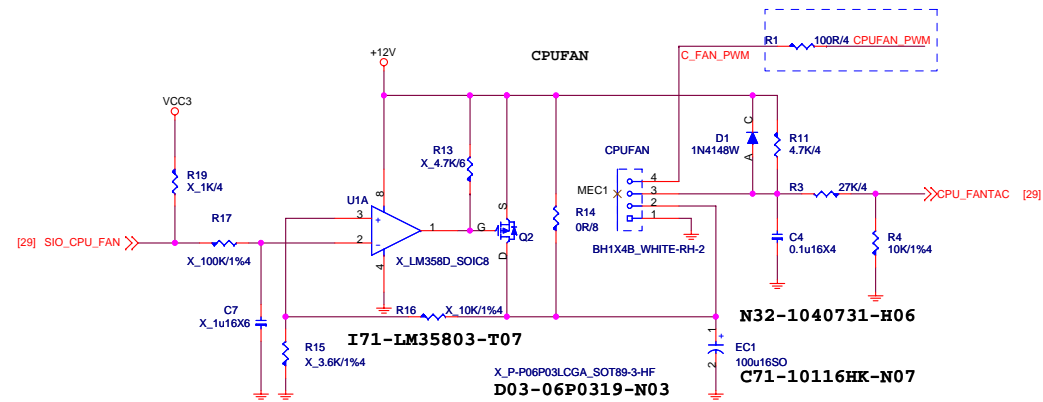 R1 100R/4 CPUFAN_PWM
C_FAN_PWM
+12V
CPUFAN
VCC3
R19
X_1K/4
R13
X_4.7K/6
D1
1N4148W
C
A
R11
4.7K/4
CPUFAN
MEC1
4
3
2
1
BH1X4B_WHITE-RH-2
U1A
8
3
+
2
-
1
4
X_LM358D_SOIC8
G
S
D
Q2
R14
0R/8
R3 27K/4
CPU_FANTAC [29]
[29] SIO_CPU_FAN
R17
X_100K/1%4
C4
0.1u16X4
R4
10K/1%4
C7
X_1u16X6
R16 X_10K/1%4
I71-LM35803-T07
N32-1040731-H06
R15
X_3.6K/1%4
1
+
2
EC1
100u16SO
X_P-P06P03LCGA_SOT89-3-HF
D03-06P0319-N03
C71-10116HK-N07